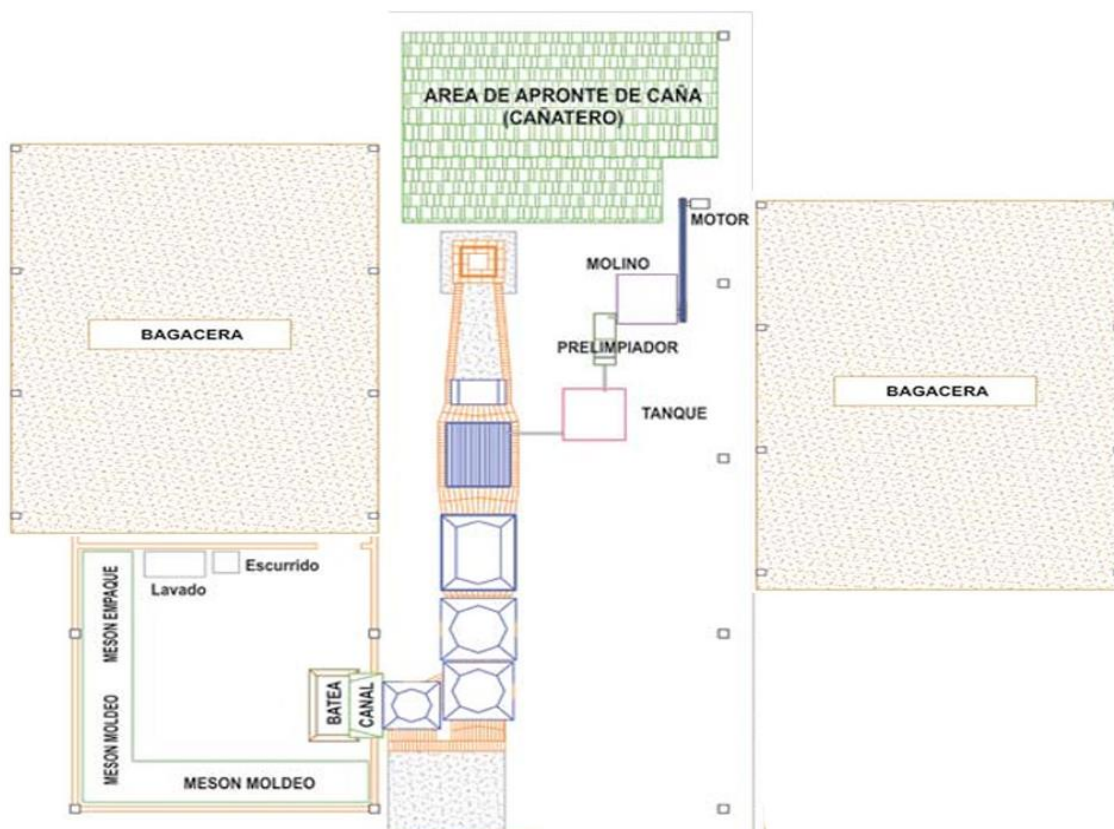 AREA DE APRONTE DE CAÑA
(CAÑATERO)
MOTOR
MOLINO
BAGACERA
PRELIMPIADOR
BAGACERA
TANQUE
Escurrido
Lavado
MESON EMPAQUE
BATEA
CANAL
MESON MOLDEO
MESON MOLDEO